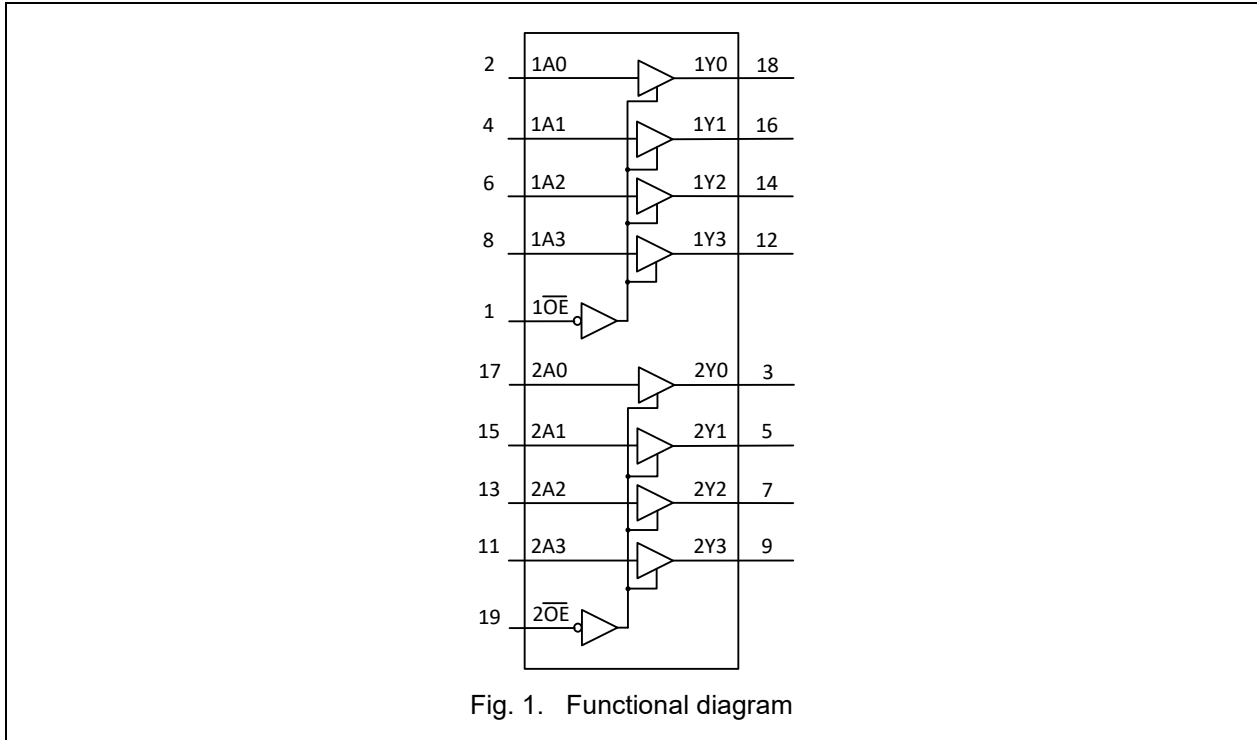 2 1A0 1Y0 18
4 1A1 1Y1 16
6 1A2 1Y2 14
8 1A3 1Y3 12
1 1O̅E̅
17 2A0 2Y0 3
15 2A1 2Y1 5
13 2A2 2Y2 7
11 2A3 2Y3 9
19 2O̅E̅
Fig. 1. Functional diagram